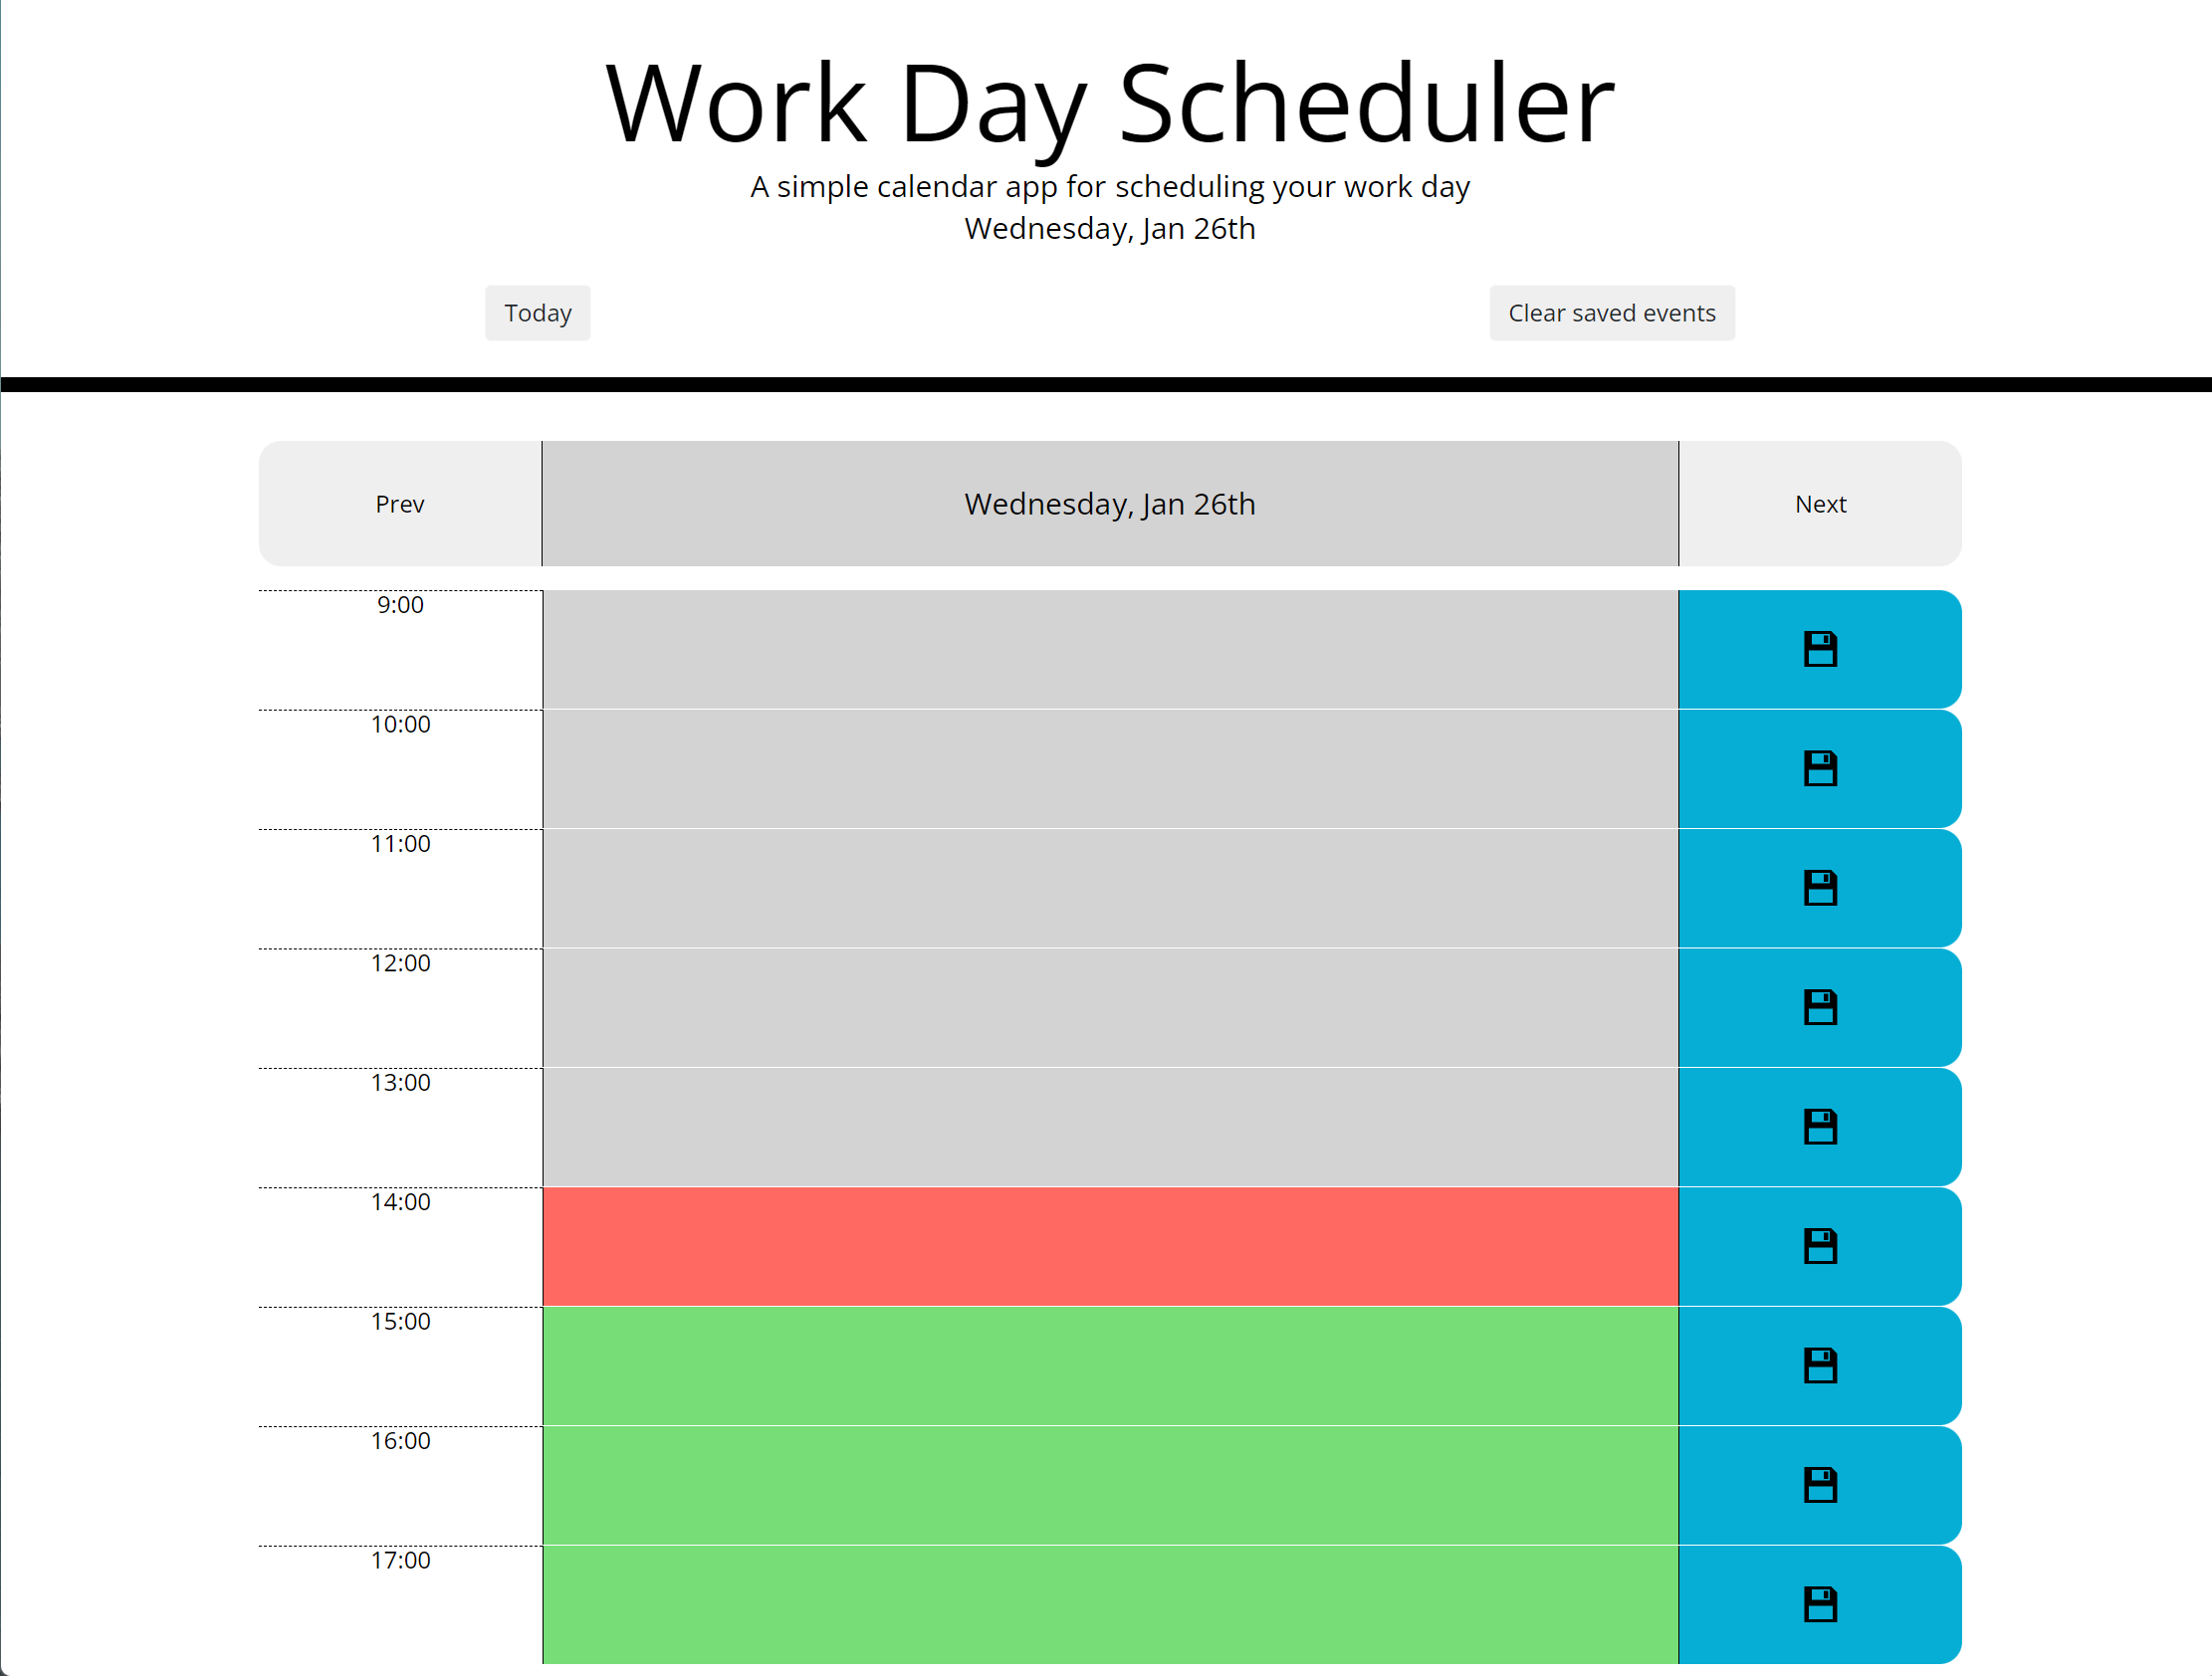 Work Day Scheduler
A simple calendar app for scheduling your work day
Wednesday, Jan 26th
Today
Clear saved events
Prev
Wednesday, Jan 26th
Next
9:00
10:00
11:00
12:00
13:00
14:00
15:00
16:00
17:00